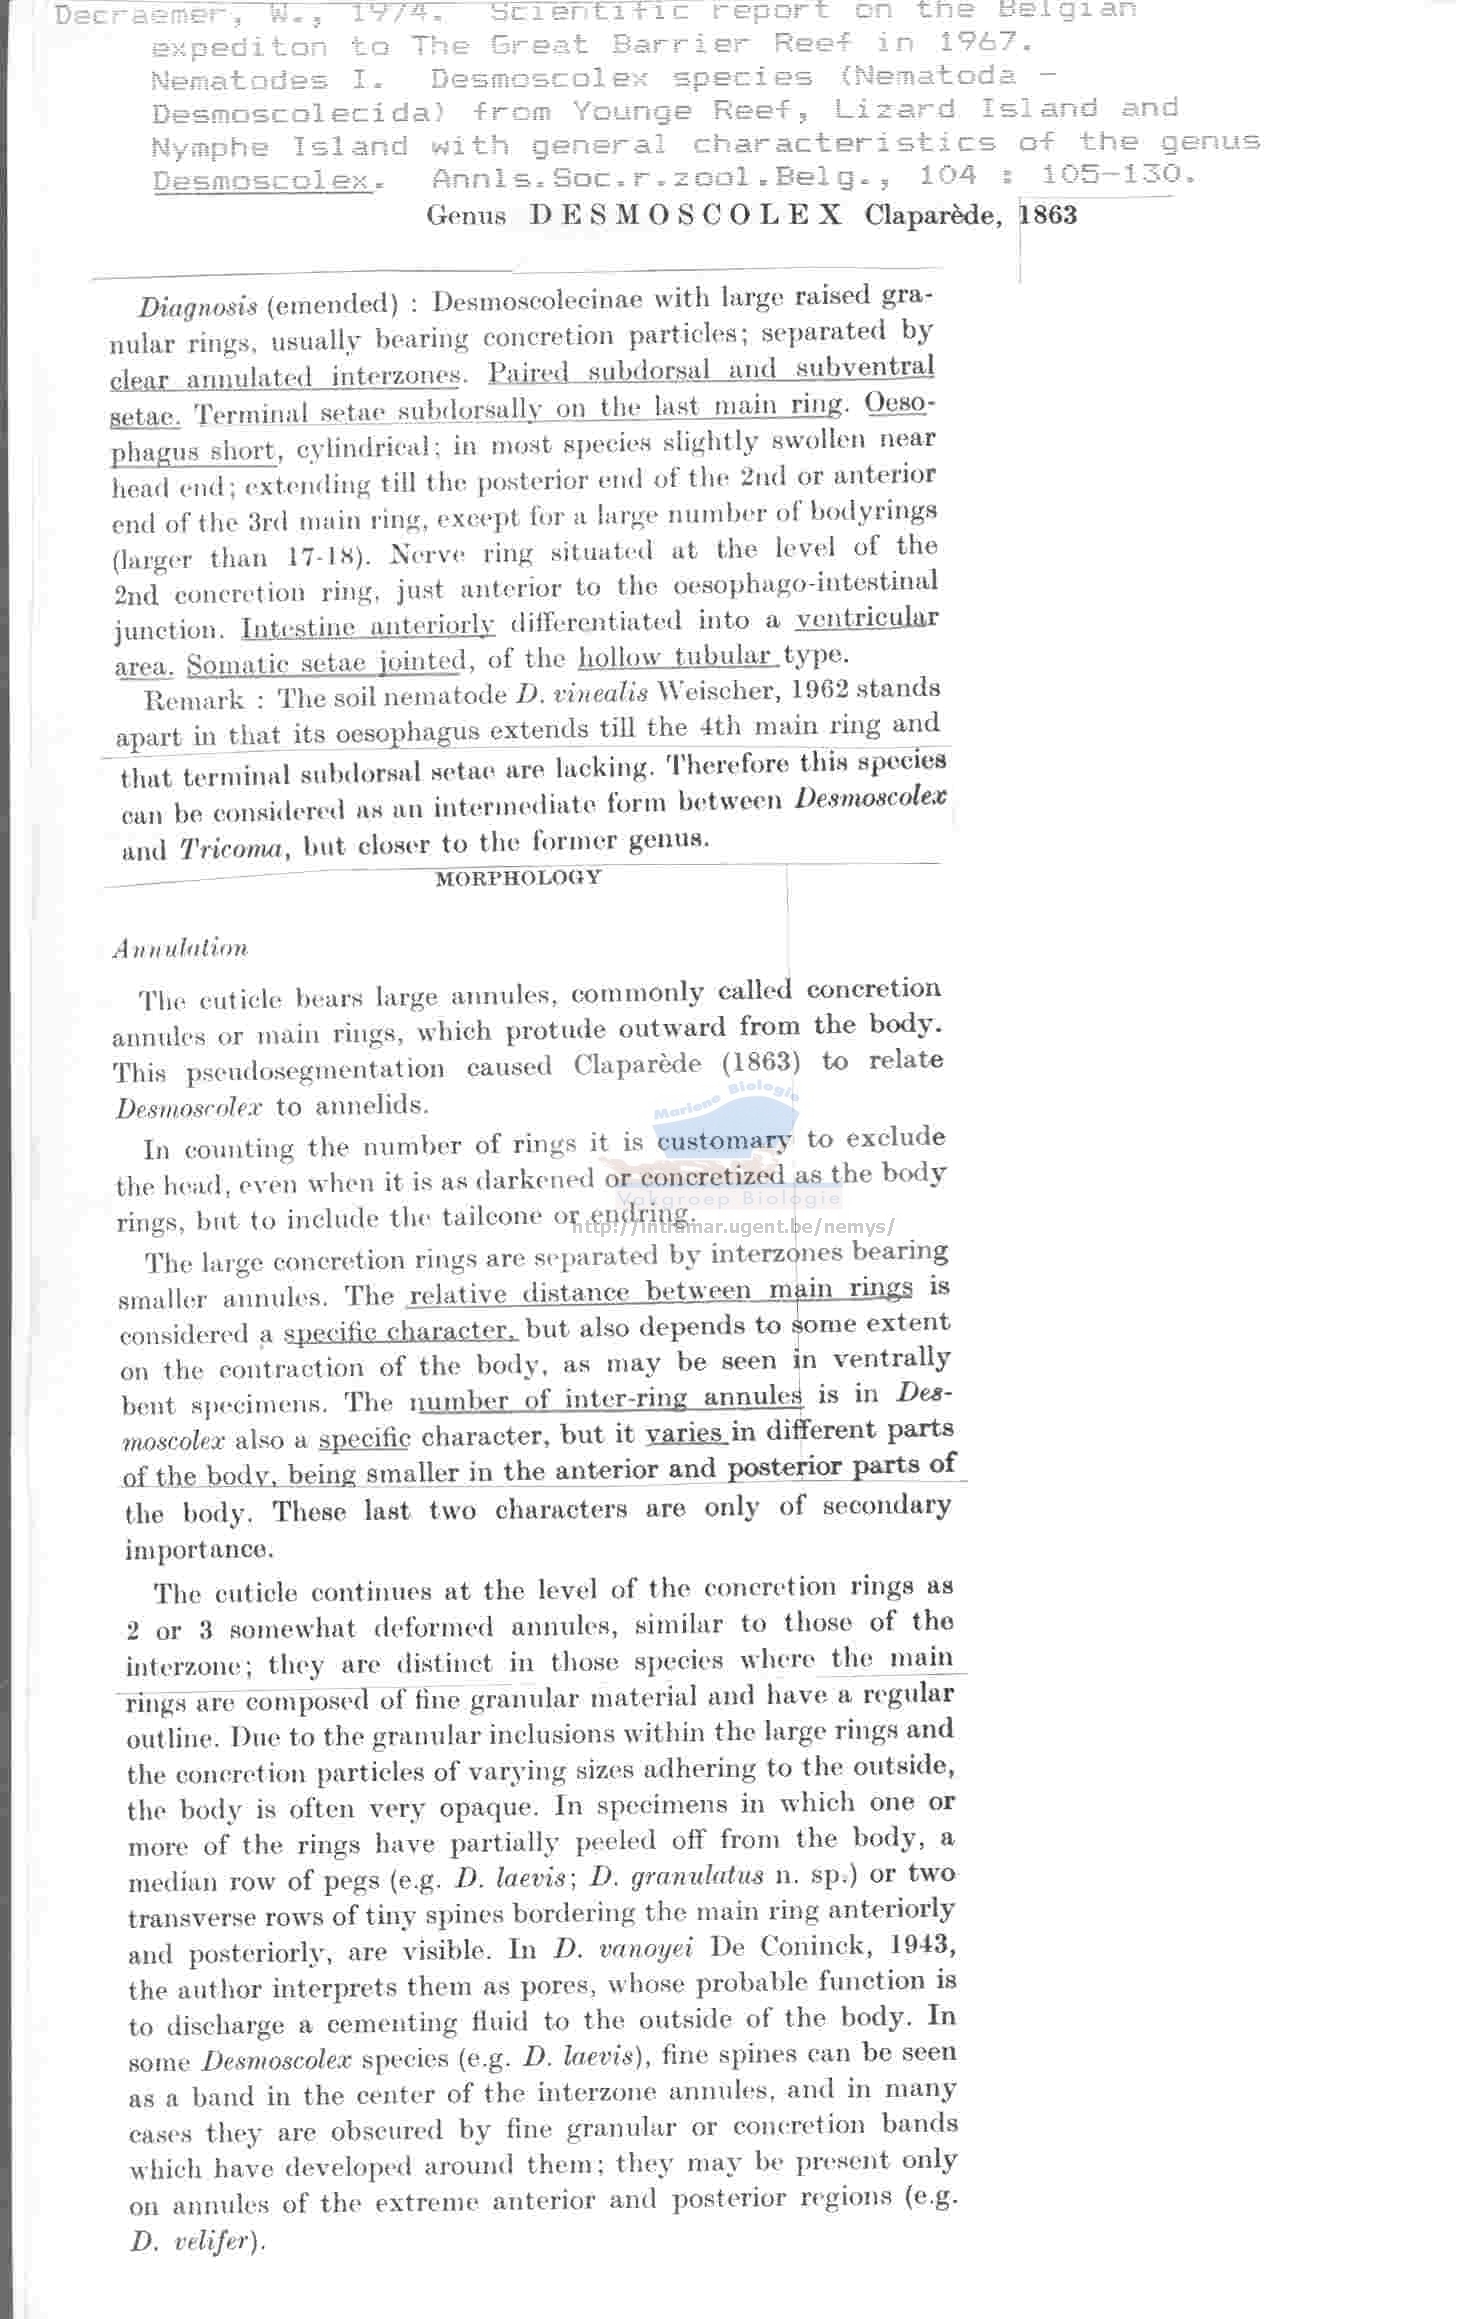 Decraemer, W., 1974. Scientific report on the Belgian
expediton to The Great Barrier Reef in 1967.
Nematodes I. Desmoscolex species (Nematoda -
Desmoscolecida) from Younge Reef, Lizard Island and
Nymphe Island with general characteristics of the genus
Desmoscolex. Annls.Soc.r.zool.Belg., 104 : 105-130.
Genus DESMOSCOLEX Claparède, 1863
Diagnosis (emended) : Desmoscolecinae with large raised gra-
nular rings, usually bearing concretion particles; separated by
clear annulated interzones. Paired subdorsal and subventral
setae. Terminal setae subdorsally on the last main ring. Oeso-
phagus short, cylindrical; in most species slightly swollen near
head end; extending till the posterior end of the 2nd or anterior
end of the 3rd main ring, except for a large number of bodyrings
(larger than 17-18). Nerve ring situated at the level of the
2nd concretion ring, just anterior to the oesophago-intestinal
junction. Intestine anteriorly differentiated into a ventricular
area. Somatic setae jointed, of the hollow tubular type.
Remark : The soil nematode D. vinealis Weischer, 1962 stands
apart in that its oesophagus extends till the 4th main ring and
that terminal subdorsal setae are lacking. Therefore this species
can be considered as an intermediate form between Desmoscolex
and Tricoma, but closer to the former genus.
MORPHOLOGY
Annulation
The cuticle bears large annules, commonly called concretion
annules or main rings, which protude outward from the body.
This pseudosegmentation caused Claparède (1863) to relate
Desmoscolex to annelids.
Mariene Biologie
In counting the number of rings it is customary to exclude
the head, even when it is as darkened or concretized as the body
Vakgroep Biologie
rings, but to include the tailcone or endring.
http://intramar.ugent.be/nemys/
The large concretion rings are separated by interzones bearing
smaller annules. The relative distance between main rings is
considered a specific character, but also depends to some extent
on the contraction of the body, as may be seen in ventrally
bent specimens. The number of inter-ring annules is in Des-
moscolex also a specific character, but it varies in different parts
of the body, being smaller in the anterior and posterior parts of
the body. These last two characters are only of secondary
importance.
The cuticle continues at the level of the concretion rings as
2 or 3 somewhat deformed annules, similar to those of the
interzone; they are distinct in those species where the main
rings are composed of fine granular material and have a regular
outline. Due to the granular inclusions within the large rings and
the concretion particles of varying sizes adhering to the outside,
the body is often very opaque. In specimens in which one or
more of the rings have partially peeled off from the body, a
median row of pegs (e.g. D. laevis; D. granulatus n. sp.) or two
transverse rows of tiny spines bordering the main ring anteriorly
and posteriorly, are visible. In D. vanoyei De Coninck, 1943,
the author interprets them as pores, whose probable function is
to discharge a cementing fluid to the outside of the body. In
some Desmoscolex species (e.g. D. laevis), fine spines can be seen
as a band in the center of the interzone annules, and in many
cases they are obscured by fine granular or concretion bands
which have developed around them; they may be present only
on annules of the extreme anterior and posterior regions (e.g.
D. velifer).